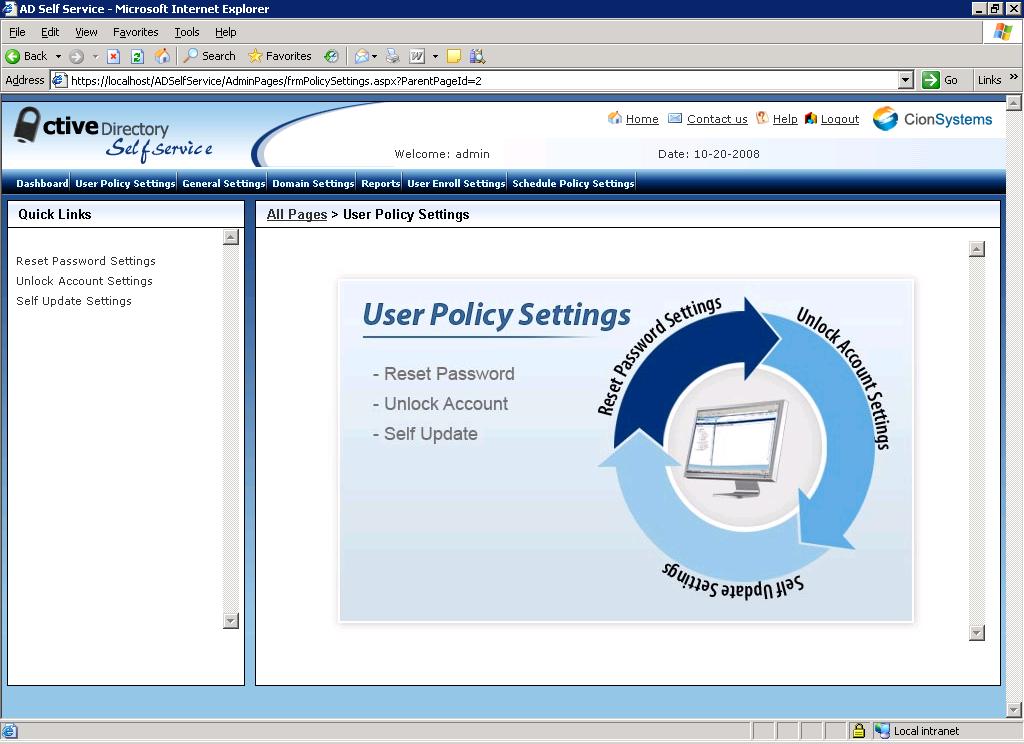 AD Self Service - Microsoft Internet Explorer
File Edit View Favorites Tools Help
Back Search Favorites
Address https://localhost/ADSelfService/AdminPages/frmPolicySettings.aspx?ParentPageId=2 Go Links »
ctive Directory
Self Service
Home Contact us Help Logout CionSystems
Welcome: admin Date: 10-20-2008
Dashboard User Policy Settings General Settings Domain Settings Reports User Enroll Settings Schedule Policy Settings
Quick Links
Reset Password Settings
Unlock Account Settings
Self Update Settings
All Pages > User Policy Settings
User Policy Settings
- Reset Password
- Unlock Account
- Self Update
Reset Password Settings
Unlock Account Settings
Self Update Settings
Local intranet